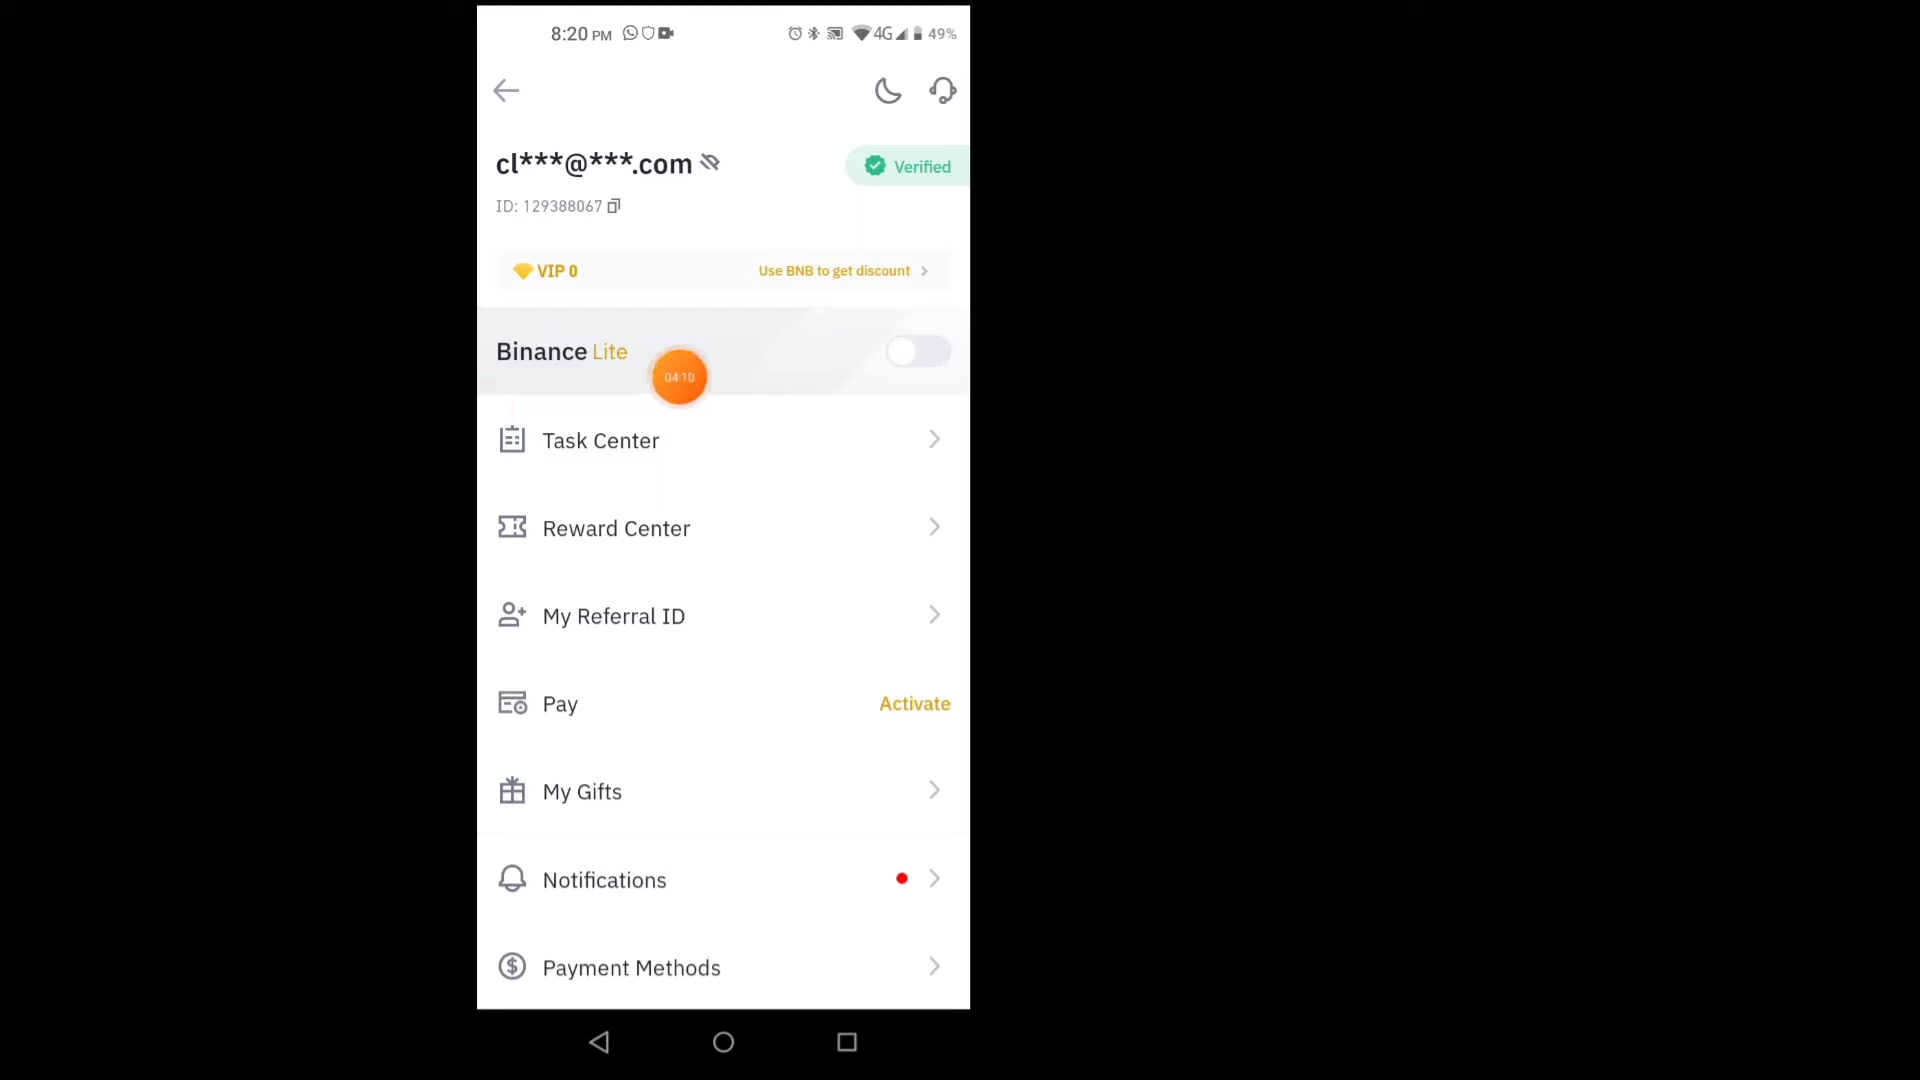 8:20 PM 4G 49%
cl***@***.com Verified
ID: 129388067
VIP 0 Use BNB to get discount
Binance Lite
04:10
Task Center
Reward Center
My Referral ID
Pay Activate
My Gifts
Notifications
Payment Methods